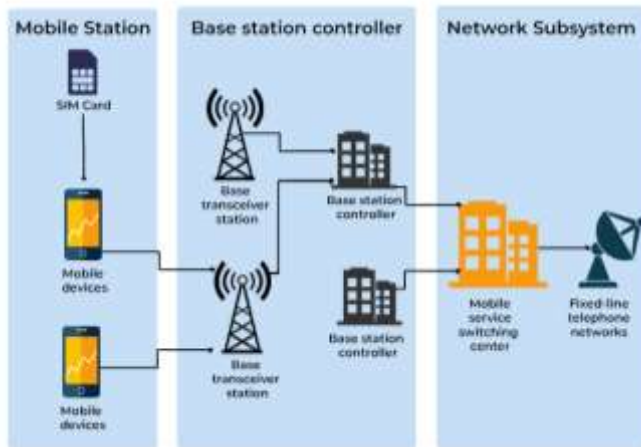 Mobile Station
Base station controller
Network Subsystem
SIM Card
Base
transceiver
station
Base station
controller
Mobile
devices
Base
transceiver
station
Base station
controller
Mobile
service
switching
center
Fixed-line
telephone
networks
Mobile
devices